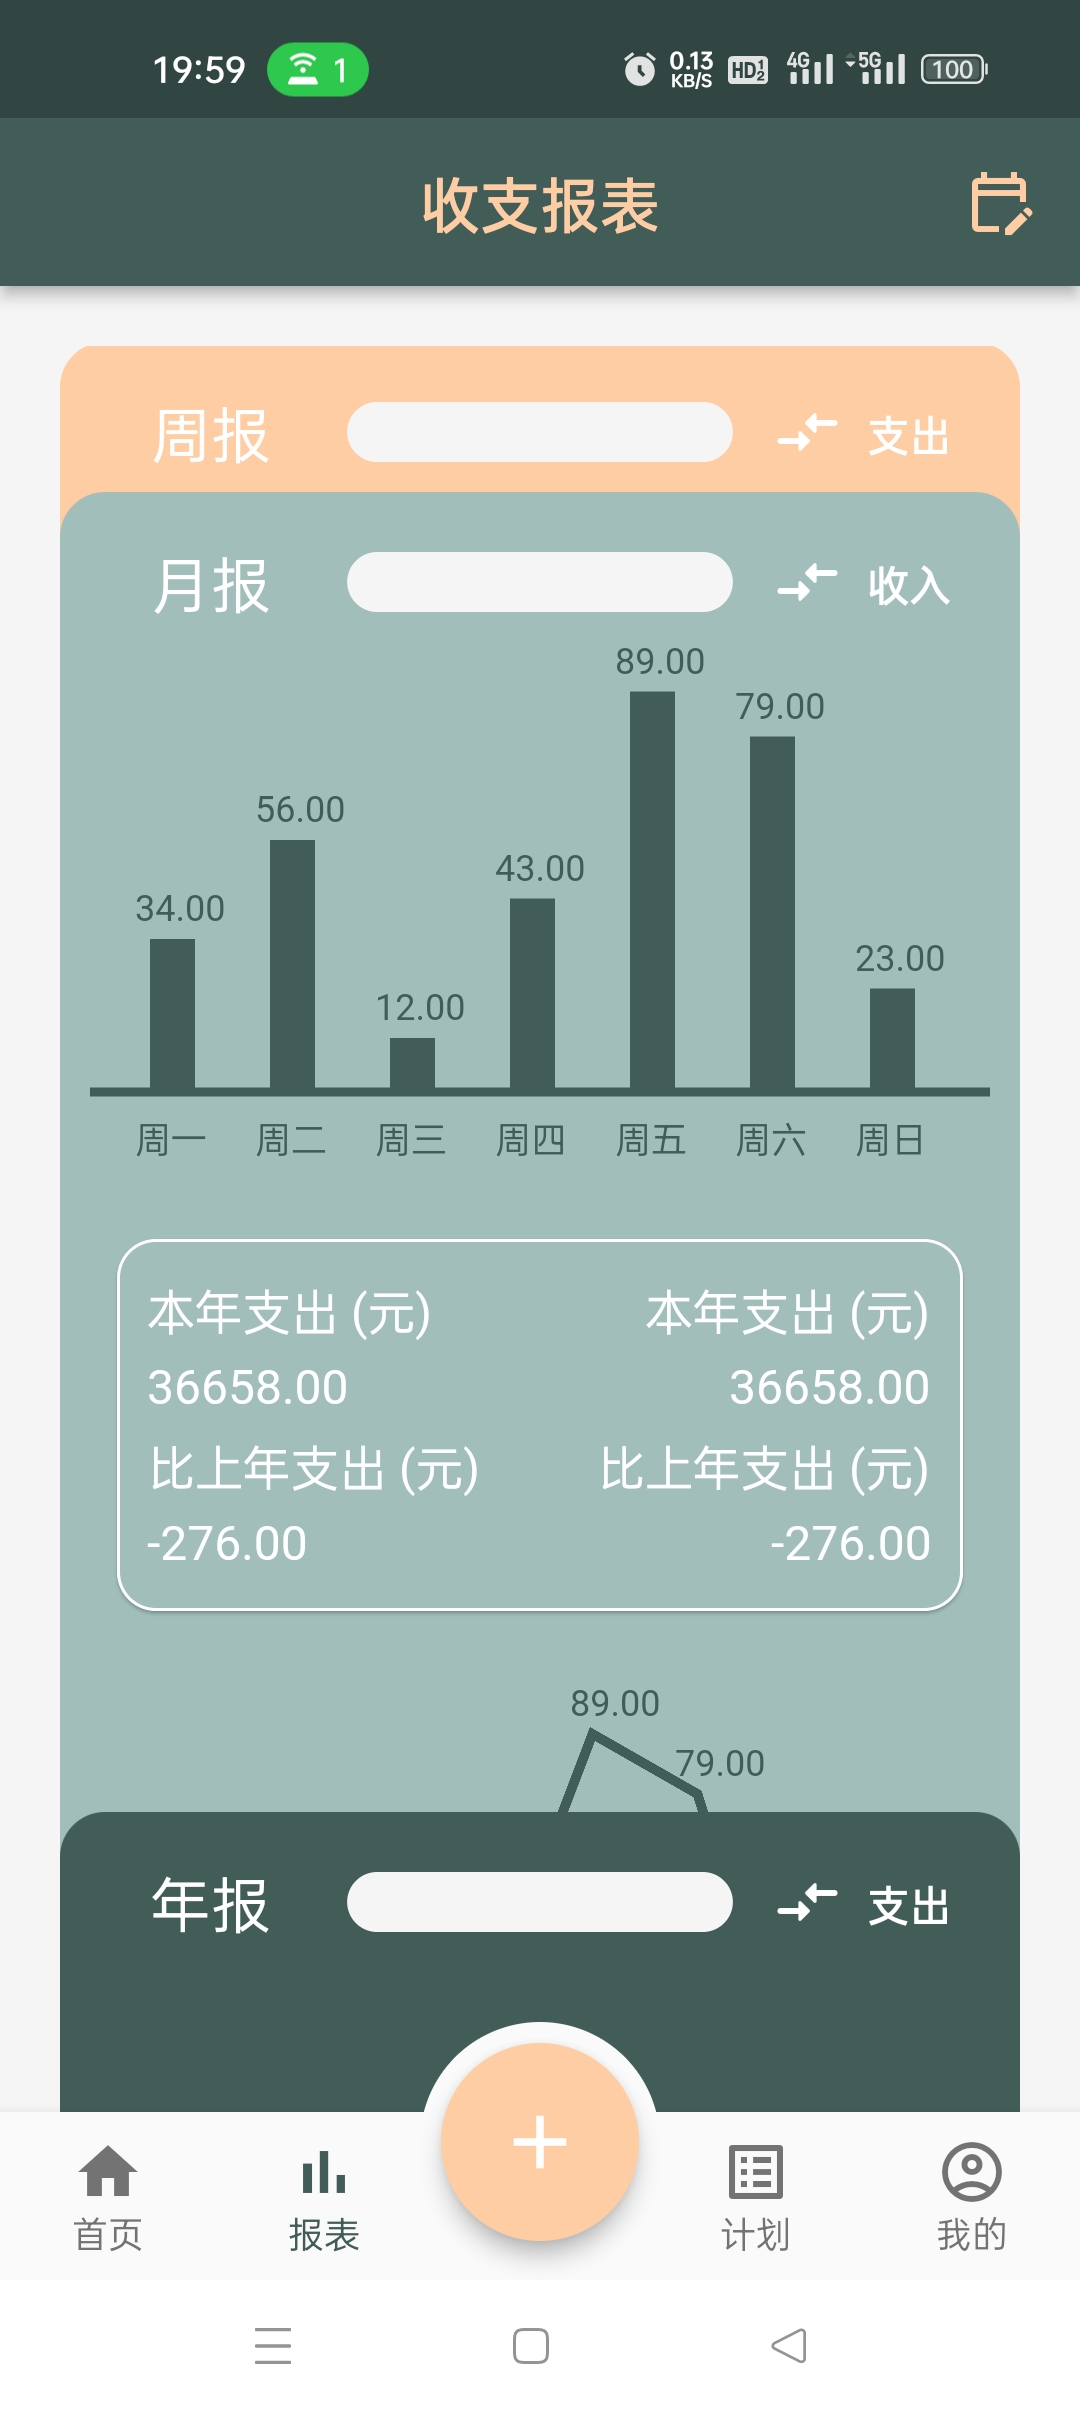 19:59 1 0.13 KB/S HD 1 2 4G 5G 100
收支报表
周报 支出
月报 收入
89.00
79.00
56.00
43.00
34.00
23.00
12.00
周一 周二 周三 周四 周五 周六 周日
本年支出 (元) 本年支出 (元)
36658.00 36658.00
比上年支出 (元) 比上年支出 (元)
-276.00 -276.00
89.00
79.00
年报 支出
首页 报表 计划 我的